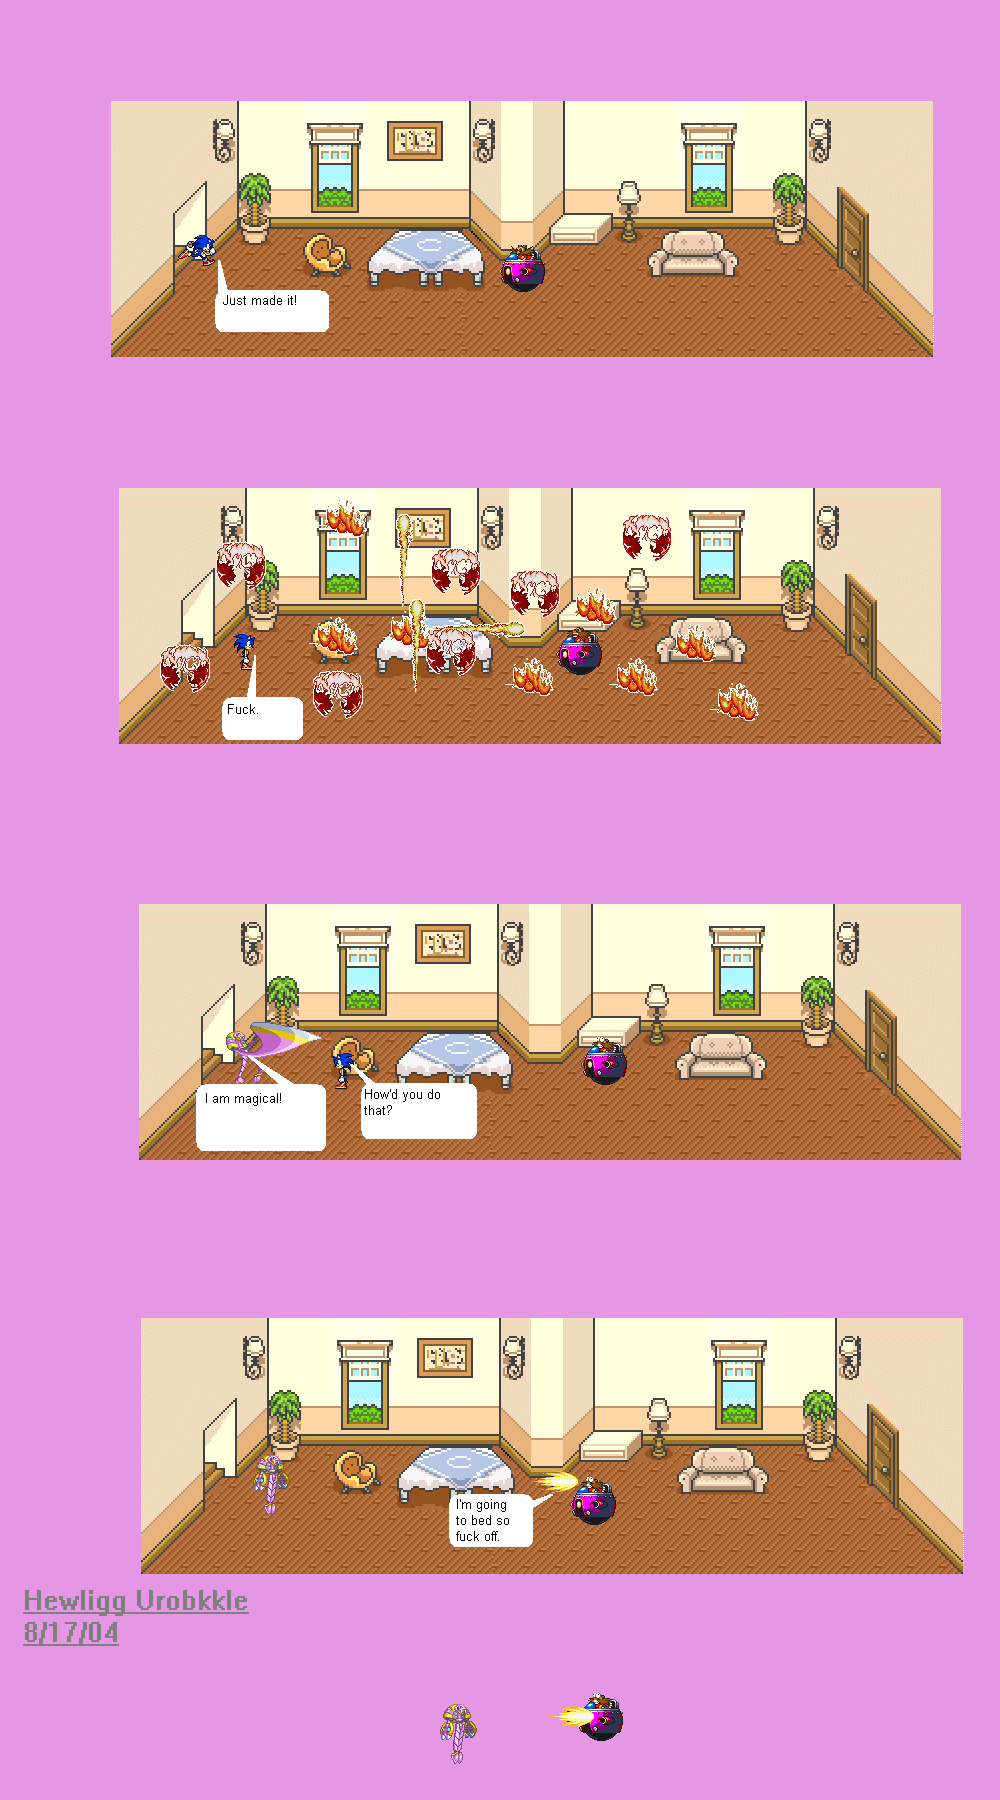 Just made it!
Fuck.
I am magical!
How'd you do
that?
I'm going
to bed so
fuck off.
Hewligg Urobkkle
8/17/04